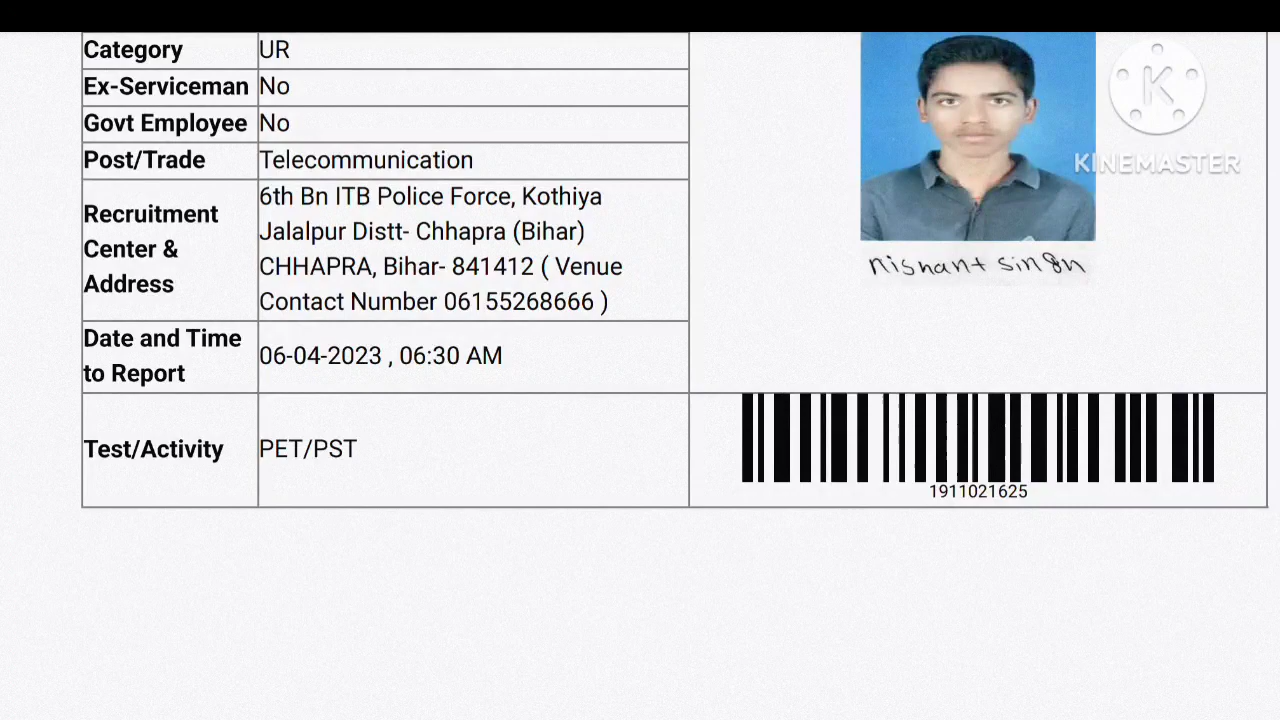 Category UR
Ex-Serviceman No
Govt Employee No
Post/Trade Telecommunication
Recruitment Center & Address
6th Bn ITB Police Force, Kothiya
Jalalpur Distt- Chhapra (Bihar)
CHHAPRA, Bihar- 841412 ( Venue
Contact Number 06155268666 )
Date and Time
to Report
06-04-2023 , 06:30 AM
Test/Activity PET/PST
K
KINEMASTER
nishant singh
1911021625